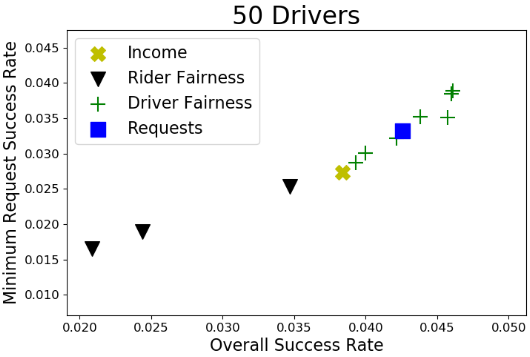 50 Drivers
Minimum Request Success Rate
0.045
0.040
0.035
0.030
0.025
0.020
0.015
0.010
Income
Rider Fairness
Driver Fairness
Requests
0.020 0.025 0.030 0.035 0.040 0.045 0.050
Overall Success Rate